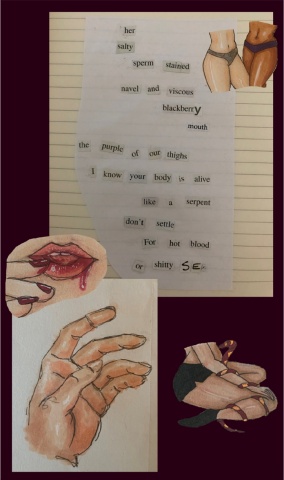 her
salty
sperm stained
navel and viscous
blackberry
mouth
the purple of our thighs
I know your body is alive
like a serpent
don't settle
For hot blood
or shitty SE